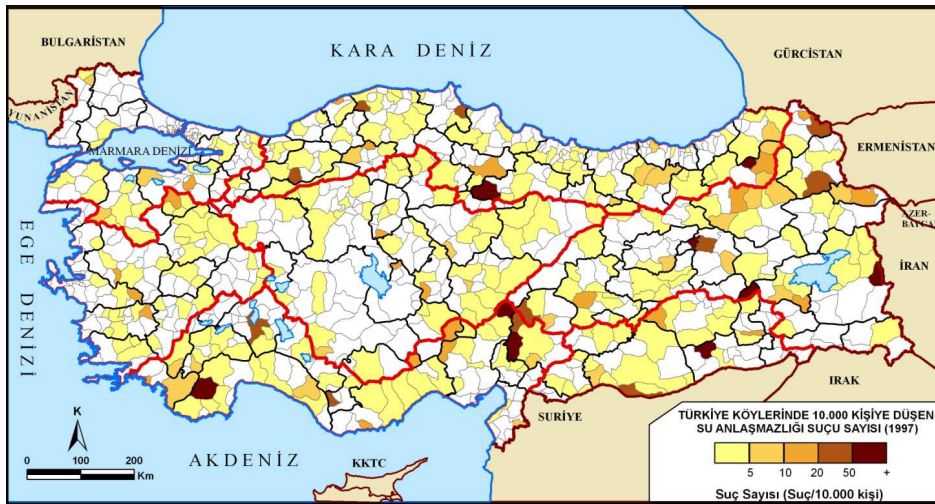 BULGARİSTAN
KARA DENİZ
GÜRCİSTAN
YUNANİSTAN
MARMARA DENİZİ
ERMENİSTAN
AZER-
BAYCAN
EGE DENİZİ
İRAN
IRAK
SURİYE
K
0 100 200
Km
AKDENİZ
KKTC
TÜRKİYE KÖYLERİNDE 10.000 KİŞİYE DÜŞEN
SU ANLAŞMAZLIĞI SUÇU SAYISI (1997)
5 10 20 50 +
Suç Sayısı (Suç/10.000 kişi)